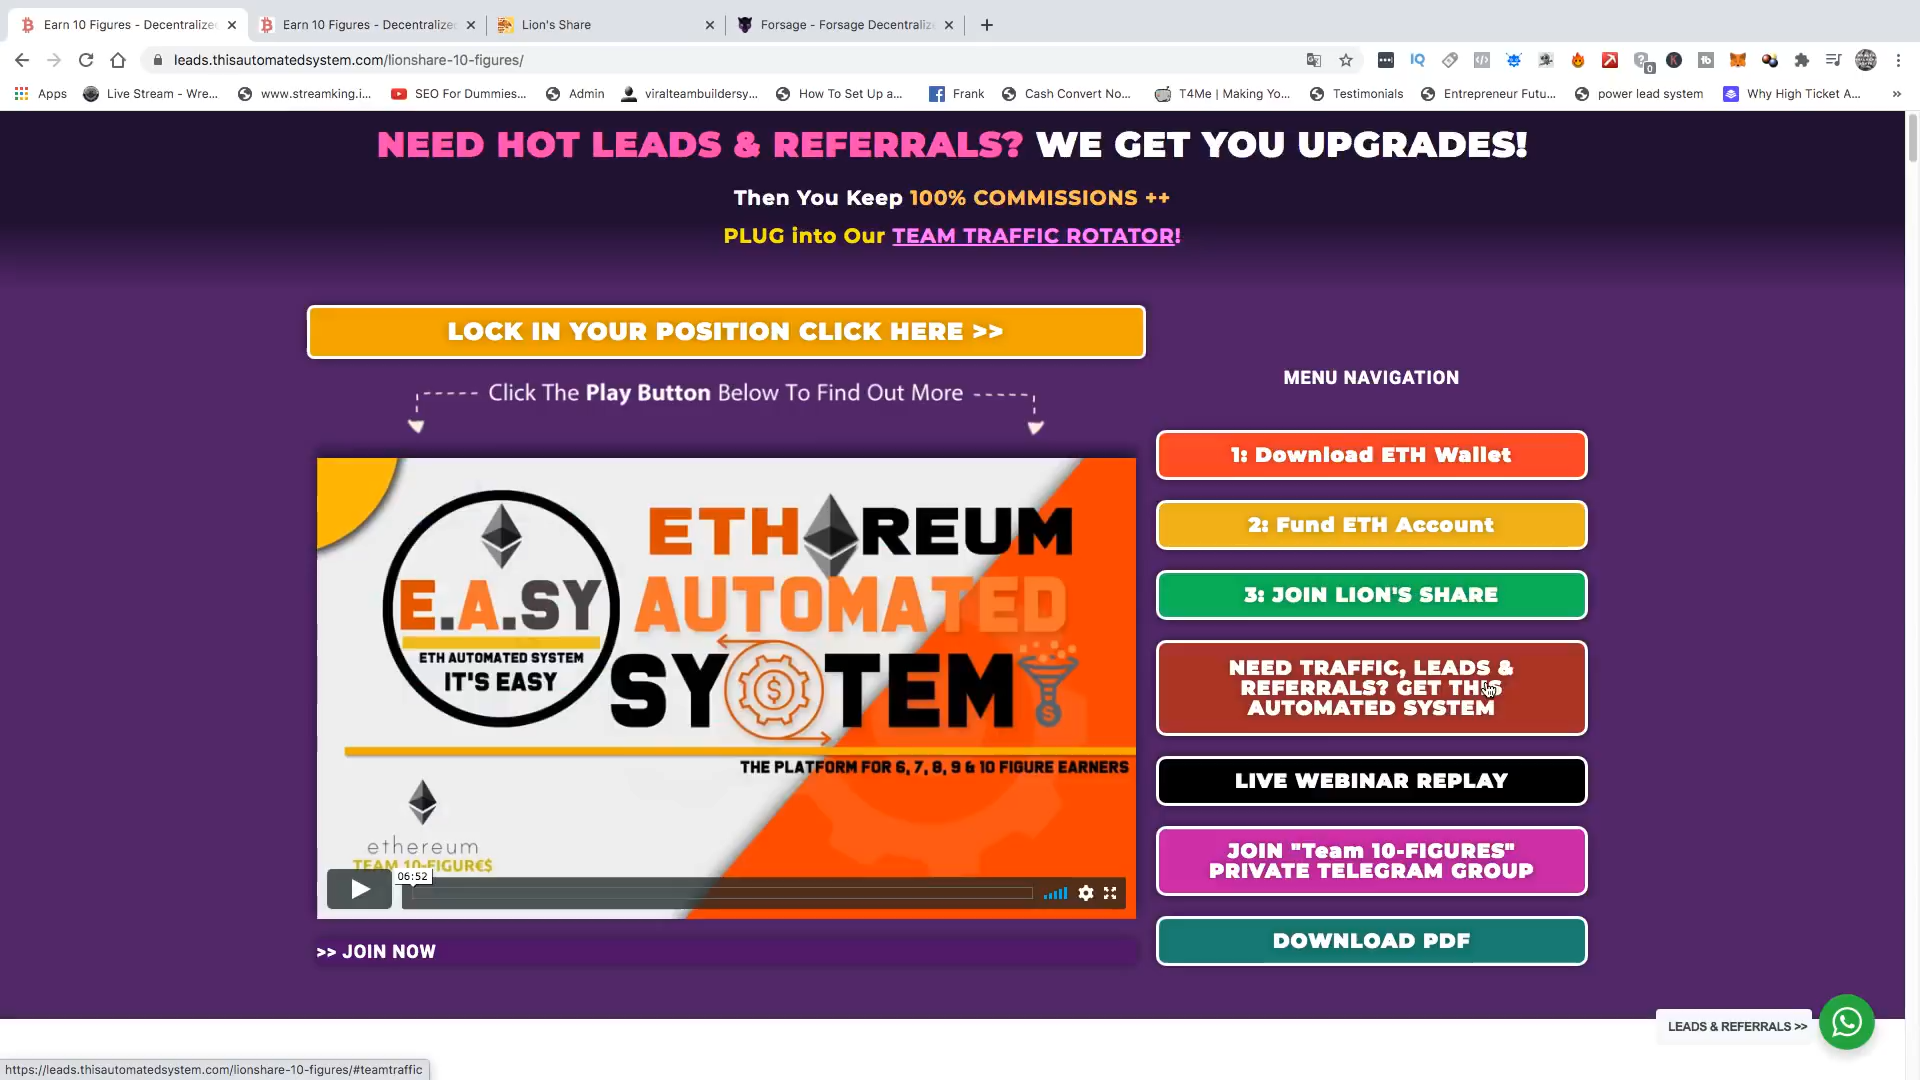 Earn 10 Figures - Decentralize
Earn 10 Figures - Decentralize
Lion's Share
Forsage - Forsage Decentraliz
leads.thisautomatedsystem.com/lionshare-10-figures/
Apps
Live Stream - Wre...
www.streamking.i...
SEO For Dummies...
Admin
viralteambuildersy...
How To Set Up a...
Frank
Cash Convert No...
T4Me | Making Yo...
Testimonials
Entrepreneur Futu...
power lead system
Why High Ticket A...
NEED HOT LEADS & REFERRALS? WE GET YOU UPGRADES!
Then You Keep 100% COMMISSIONS ++
PLUG into Our TEAM TRAFFIC ROTATOR!
LOCK IN YOUR POSITION CLICK HERE >>
Click The Play Button Below To Find Out More
ETHEREUM
AUTOMATED
SYSTEM
E.A.SY
ETH AUTOMATED SYSTEM
IT'S EASY
THE PLATFORM FOR 6, 7, 8, 9 & 10 FIGURE EARNERS
ethereum
TEAM 10-FIGUR€$
06:52
>> JOIN NOW
MENU NAVIGATION
1: Download ETH Wallet
2: Fund ETH Account
3: JOIN LION'S SHARE
NEED TRAFFIC, LEADS &
REFERRALS? GET THIS
AUTOMATED SYSTEM
LIVE WEBINAR REPLAY
JOIN "Team 10-FIGURES"
PRIVATE TELEGRAM GROUP
DOWNLOAD PDF
LEADS & REFERRALS >>
https://leads.thisautomatedsystem.com/lionshare-10-figures/#teamtraffic